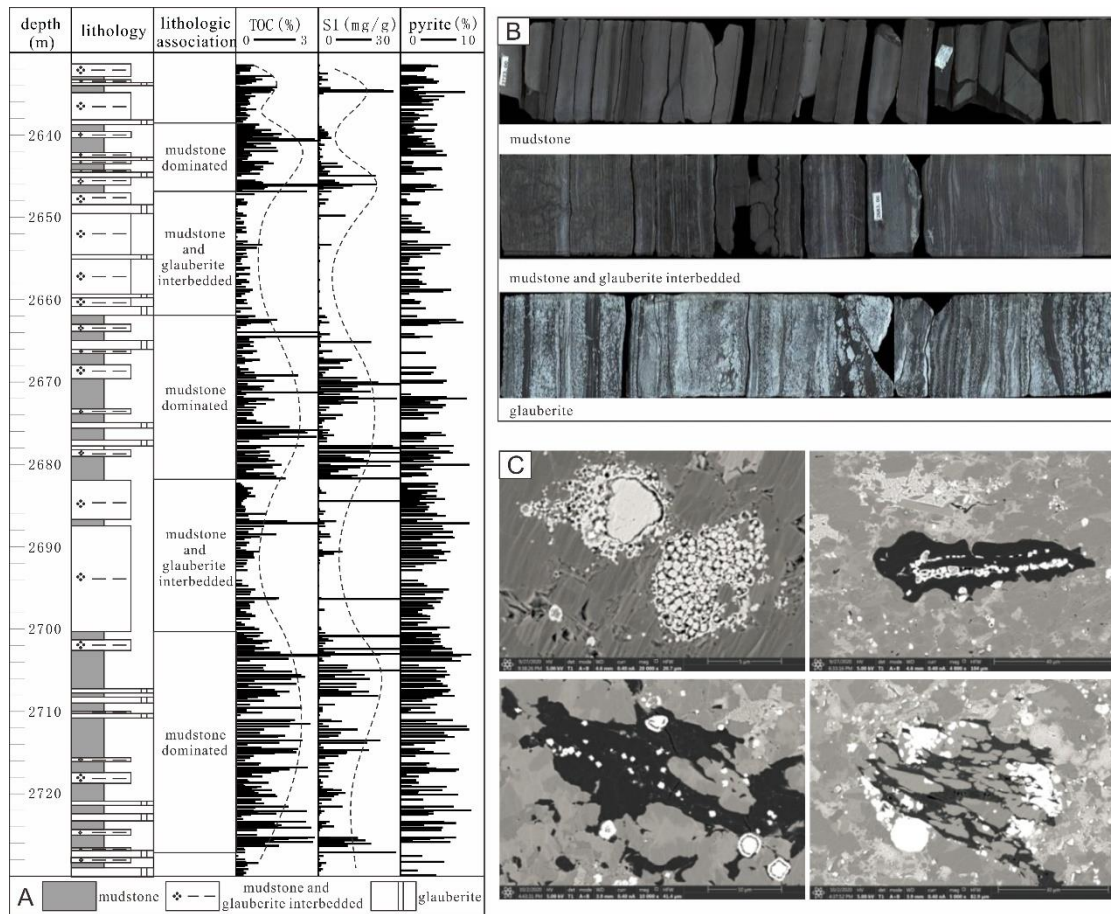 depth
(m)
lithology
lithologic
association
TOC (%)
0 3
S1 (mg/g)
0 30
pyrite (%)
0 10
2640
mudstone
dominated
2650
mudstone
and
glauberite
interbedded
2660
2670
mudstone
dominated
2680
mudstone
and
glauberite
interbedded
2690
2700
2710
mudstone
dominated
2720
A
mudstone
mudstone and
glauberite interbedded
glauberite
B
mudstone
mudstone and glauberite interbedded
glauberite
C